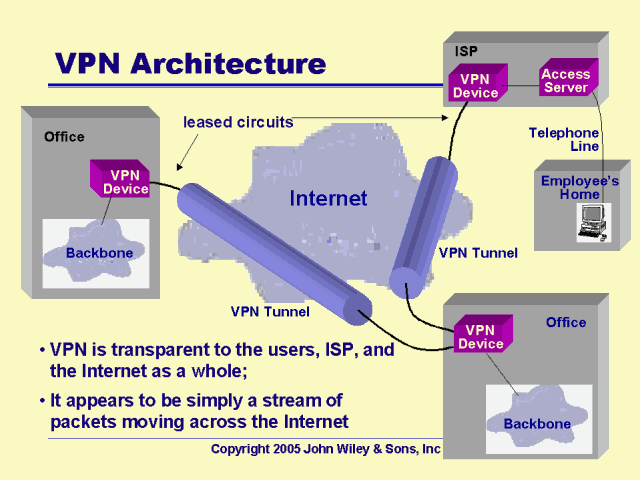 VPN Architecture
ISP
VPN
Device
Access
Server
leased circuits
Telephone
Line
Office
VPN
Device
Internet
Employee's
Home
Backbone
VPN Tunnel
VPN Tunnel
VPN
Device
Office
• VPN is transparent to the users, ISP, and
the Internet as a whole;
• It appears to be simply a stream of
packets moving across the Internet
Backbone
Copyright 2005 John Wiley & Sons, Inc